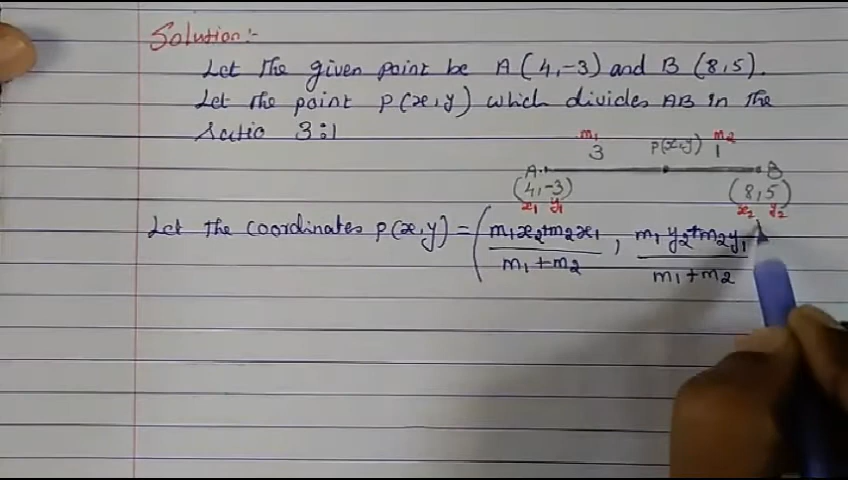 Solution:-
Let the given point be A(4,-3) and B (8,5).
Let the point P(x,y) which divides AB in the
ratio 3:1
m₁ m₂
3 P(x,y) 1
A B
(4,-3) (8,5)
x₁ y₁ x₂ y₂
Let the coordinates P(x,y) = (m₁x₂+m₂x₁ / m₁+m₂, m₁y₂+m₂y₁ / m₁+m₂